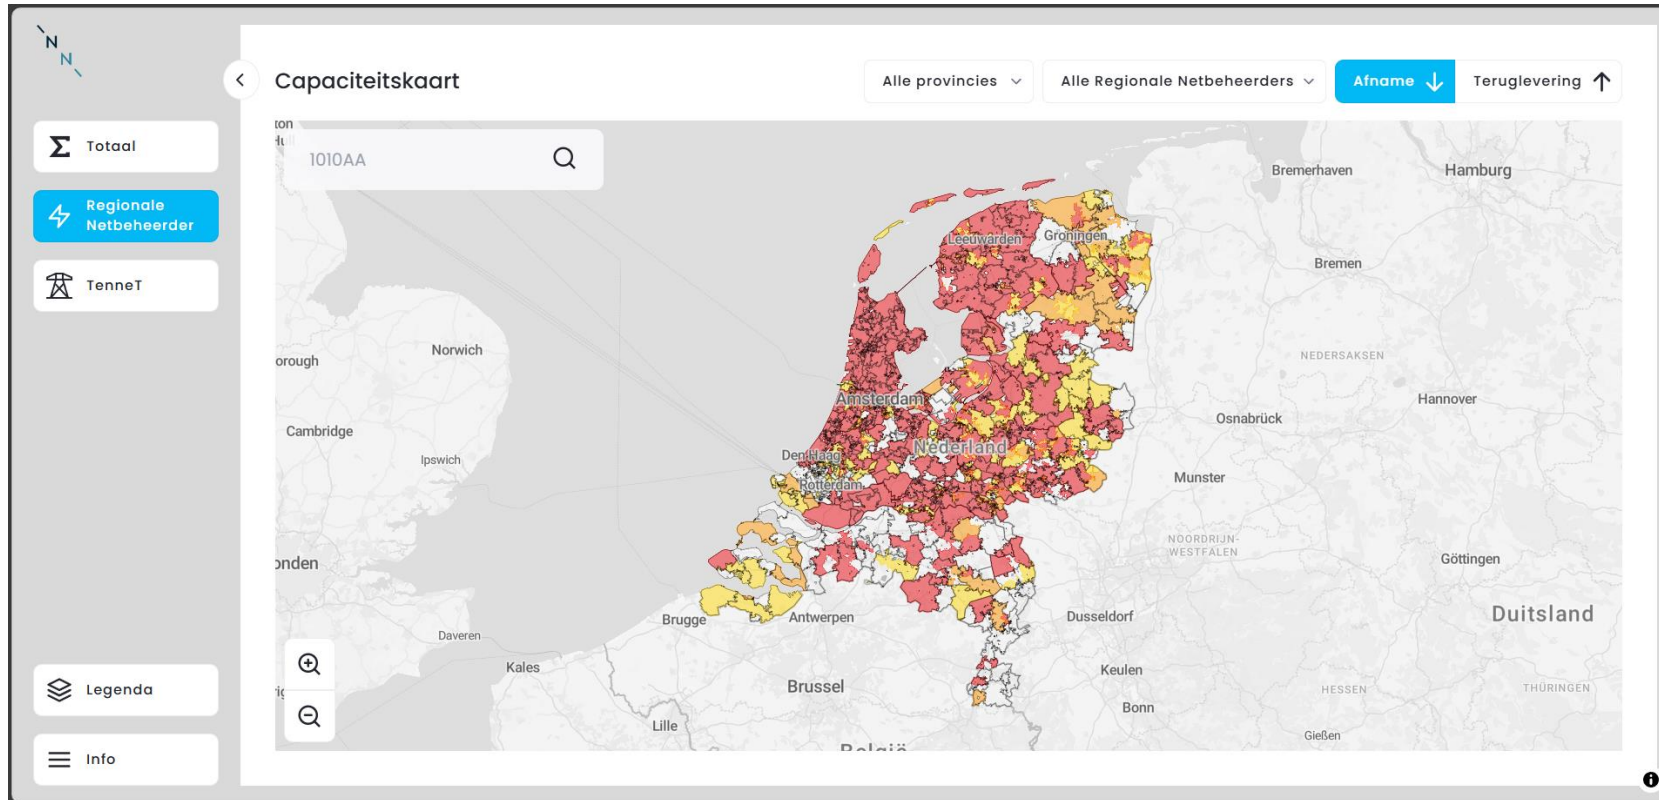 N
N
Capaciteitskaart
Alle provincies
Alle Regionale Netbeheerders
Afname
Teruglevering
Totaal
Regionale
Netbeheerder
TenneT
Legenda
Info
1010AA
Bremerhaven
Hamburg
Leeuwarden
Groningen
Bremen
Norwich
orough
NEDERSAKSEN
Amsterdam
Hannover
Osnabrück
Cambridge
Ipswich
Den Haag
Nederland
Rotterdam
Munster
NOORDRIJN-
WESTFALEN
onden
Göttingen
Brugge
Antwerpen
Dusseldorf
Duitsland
Daveren
Kales
Brussel
Keulen
HESSEN
THÜRINGEN
Bonn
Lille
Gießen
België